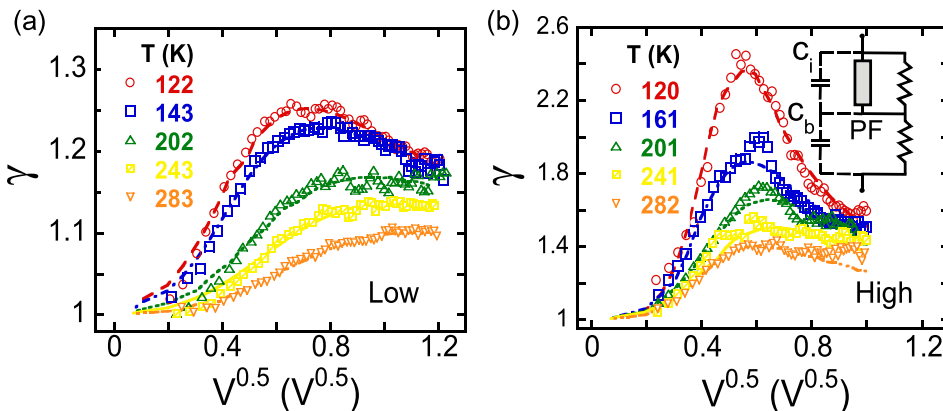 (a)
γ
1.3
1.2
1.1
1
T (K)
122
143
202
243
283
Low
0 0.4 0.8 1.2
V^0.5 (V^0.5)
(b)
γ
2.6
2.2
1.8
1.4
1
T (K)
120
161
201
241
282
C_i
C_b
PF
High
0 0.4 0.8 1.2
V^0.5 (V^0.5)